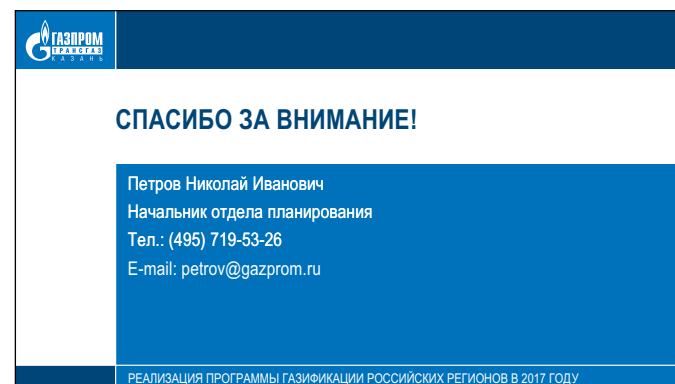 ГАЗПРОМ
ТРАНСГАЗ
КАЗАНЬ
СПАСИБО ЗА ВНИМАНИЕ!
Петров Николай Иванович
Начальник отдела планирования
Тел.: (495) 719-53-26
E-mail: petrov@gazprom.ru
РЕАЛИЗАЦИЯ ПРОГРАММЫ ГАЗИФИКАЦИИ РОССИЙСКИХ РЕГИОНОВ В 2017 ГОДУ